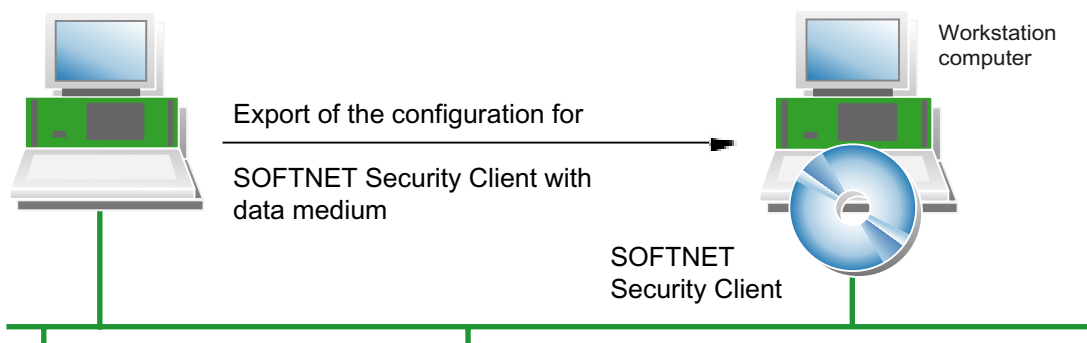 Workstation
computer
Export of the configuration for
SOFTNET Security Client with
data medium
SOFTNET
Security Client